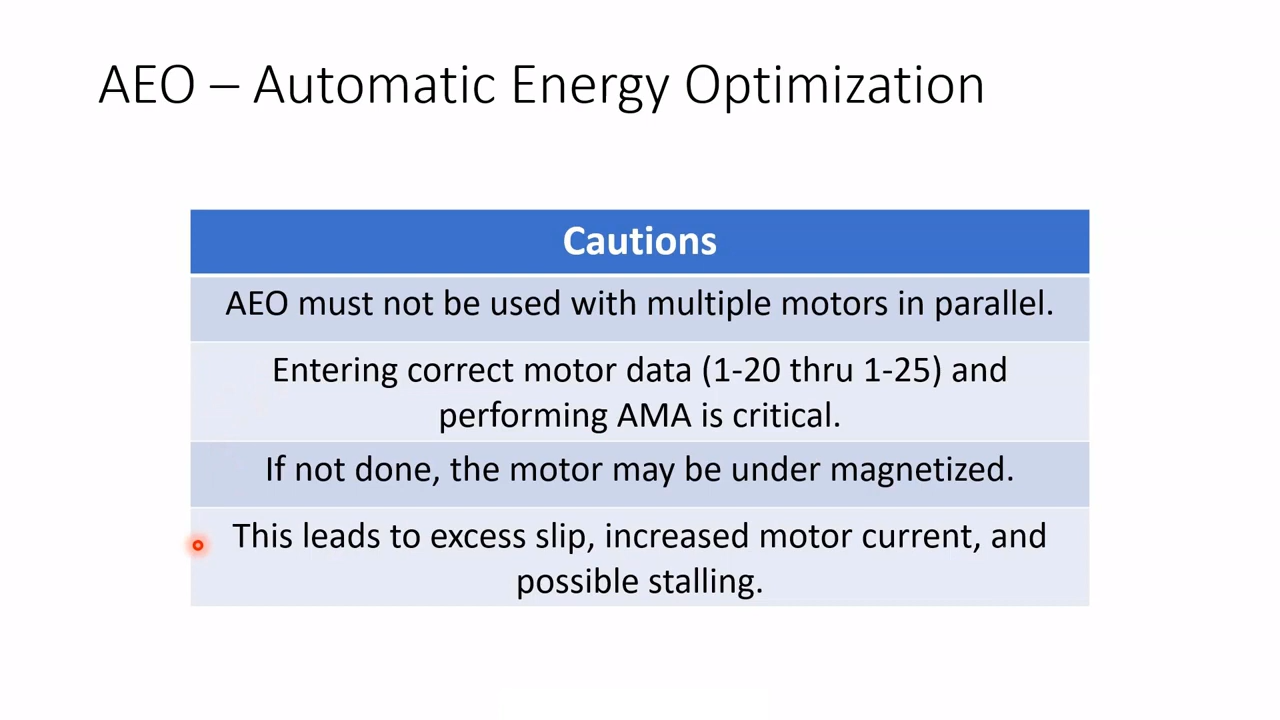 AEO – Automatic Energy Optimization
Cautions
AEO must not be used with multiple motors in parallel.
Entering correct motor data (1-20 thru 1-25) and
performing AMA is critical.
If not done, the motor may be under magnetized.
This leads to excess slip, increased motor current, and
possible stalling.